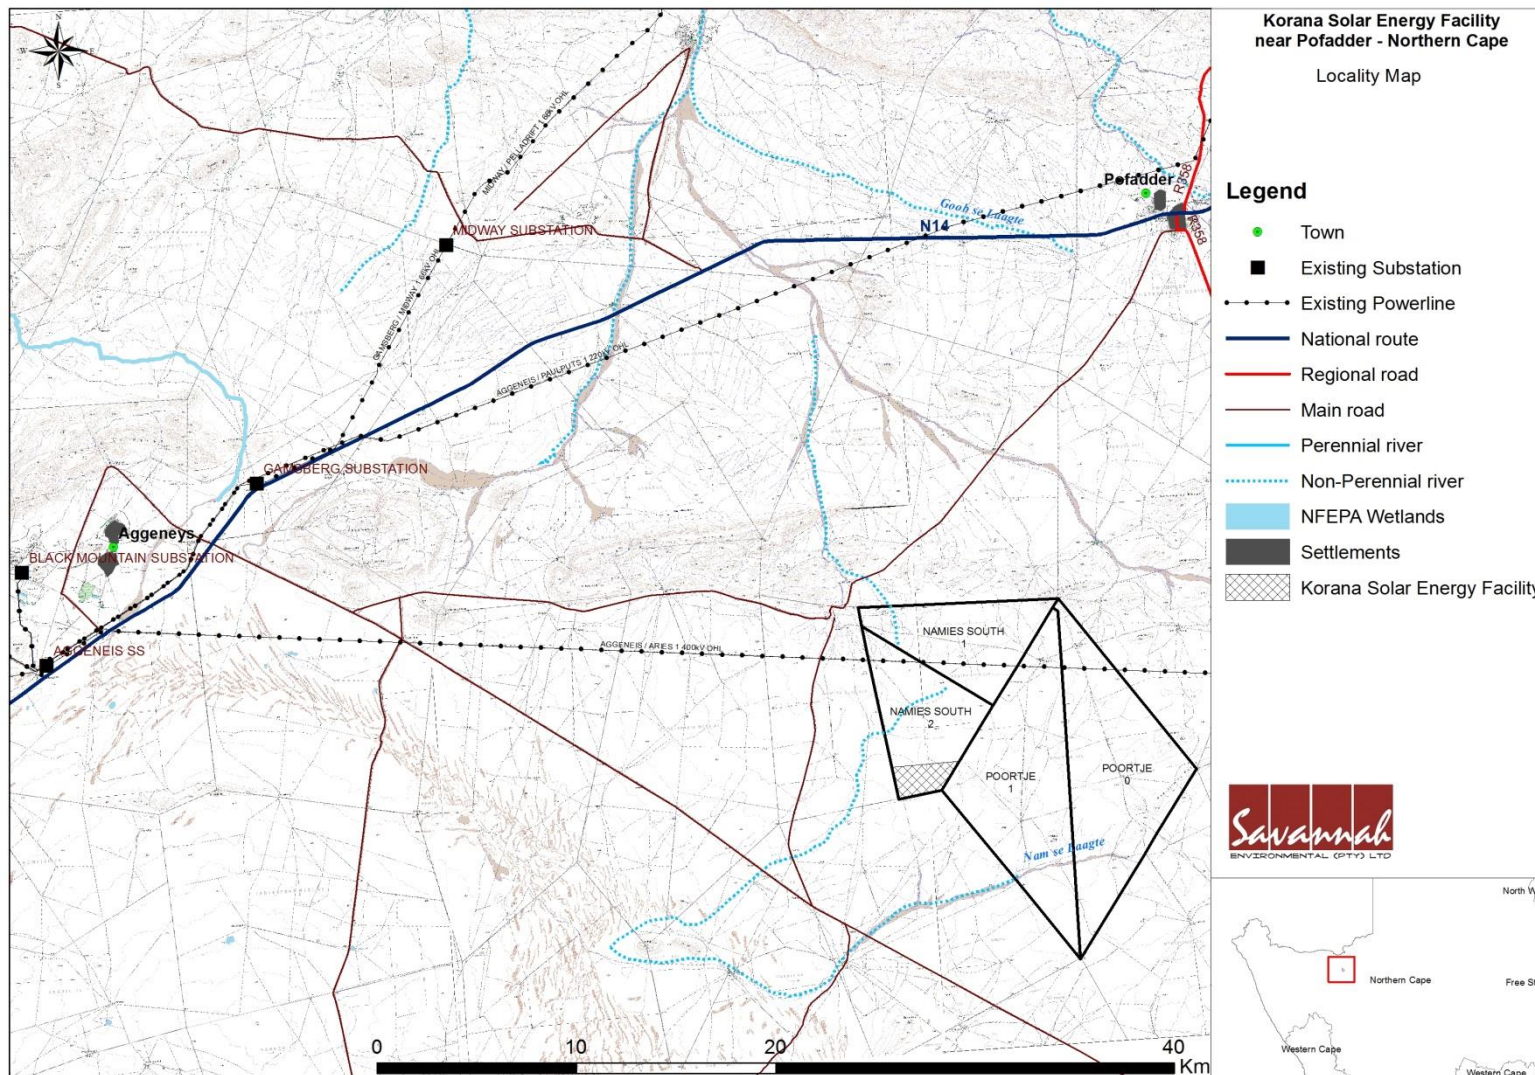 Korana Solar Energy Facility
near Pofadder - Northern Cape
Locality Map
N
W
E
S
MIDWAY / PELLADRIFT 1 66kV OHL
Pofadder
R358
R358
Goob se Laagte
N14
MIDWAY SUBSTATION
GAMSBERG / MIDWAY 1 66kV OHL
AGGENEIS / PAULPUTS 1 220kV OHL
GAMSBERG SUBSTATION
Aggeneys
BLACK MOUNTAIN SUBSTATION
AGGENEIS SS
AGGENEIS / ARIES 1 400kV OHL
NAMIES SOUTH
1
NAMIES SOUTH
2
POORTJE
1
POORTJE
0
Nam se Laagte
0
10
20
40
Km
Legend
Town
Existing Substation
Existing Powerline
National route
Regional road
Main road
Perennial river
Non-Perennial river
NFEPA Wetlands
Settlements
Korana Solar Energy Facility
Savannah
ENVIRONMENTAL (PTY) LTD
North W
Northern Cape
Free St
Western Cape
Western Cape